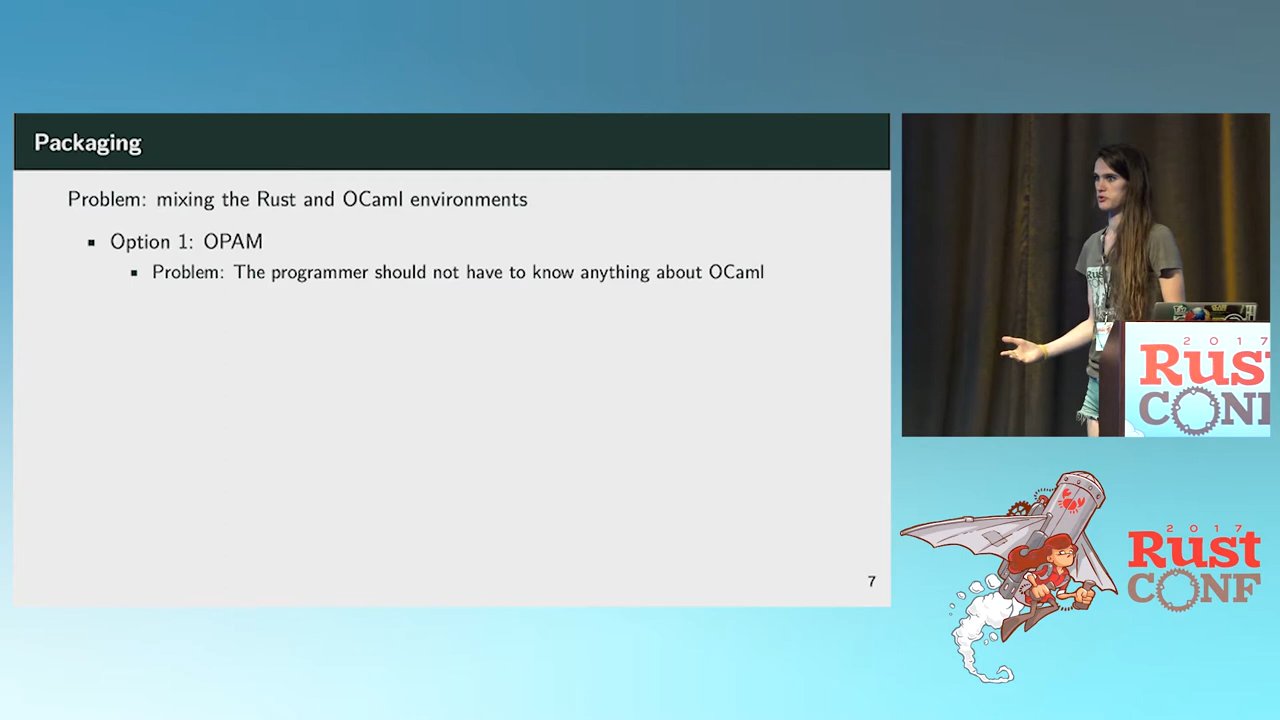 Packaging
Problem: mixing the Rust and OCaml environments
Option 1: OPAM
Problem: The programmer should not have to know anything about OCaml
7
Rust
2017
Rus
CONF
2017
Rust
CONF